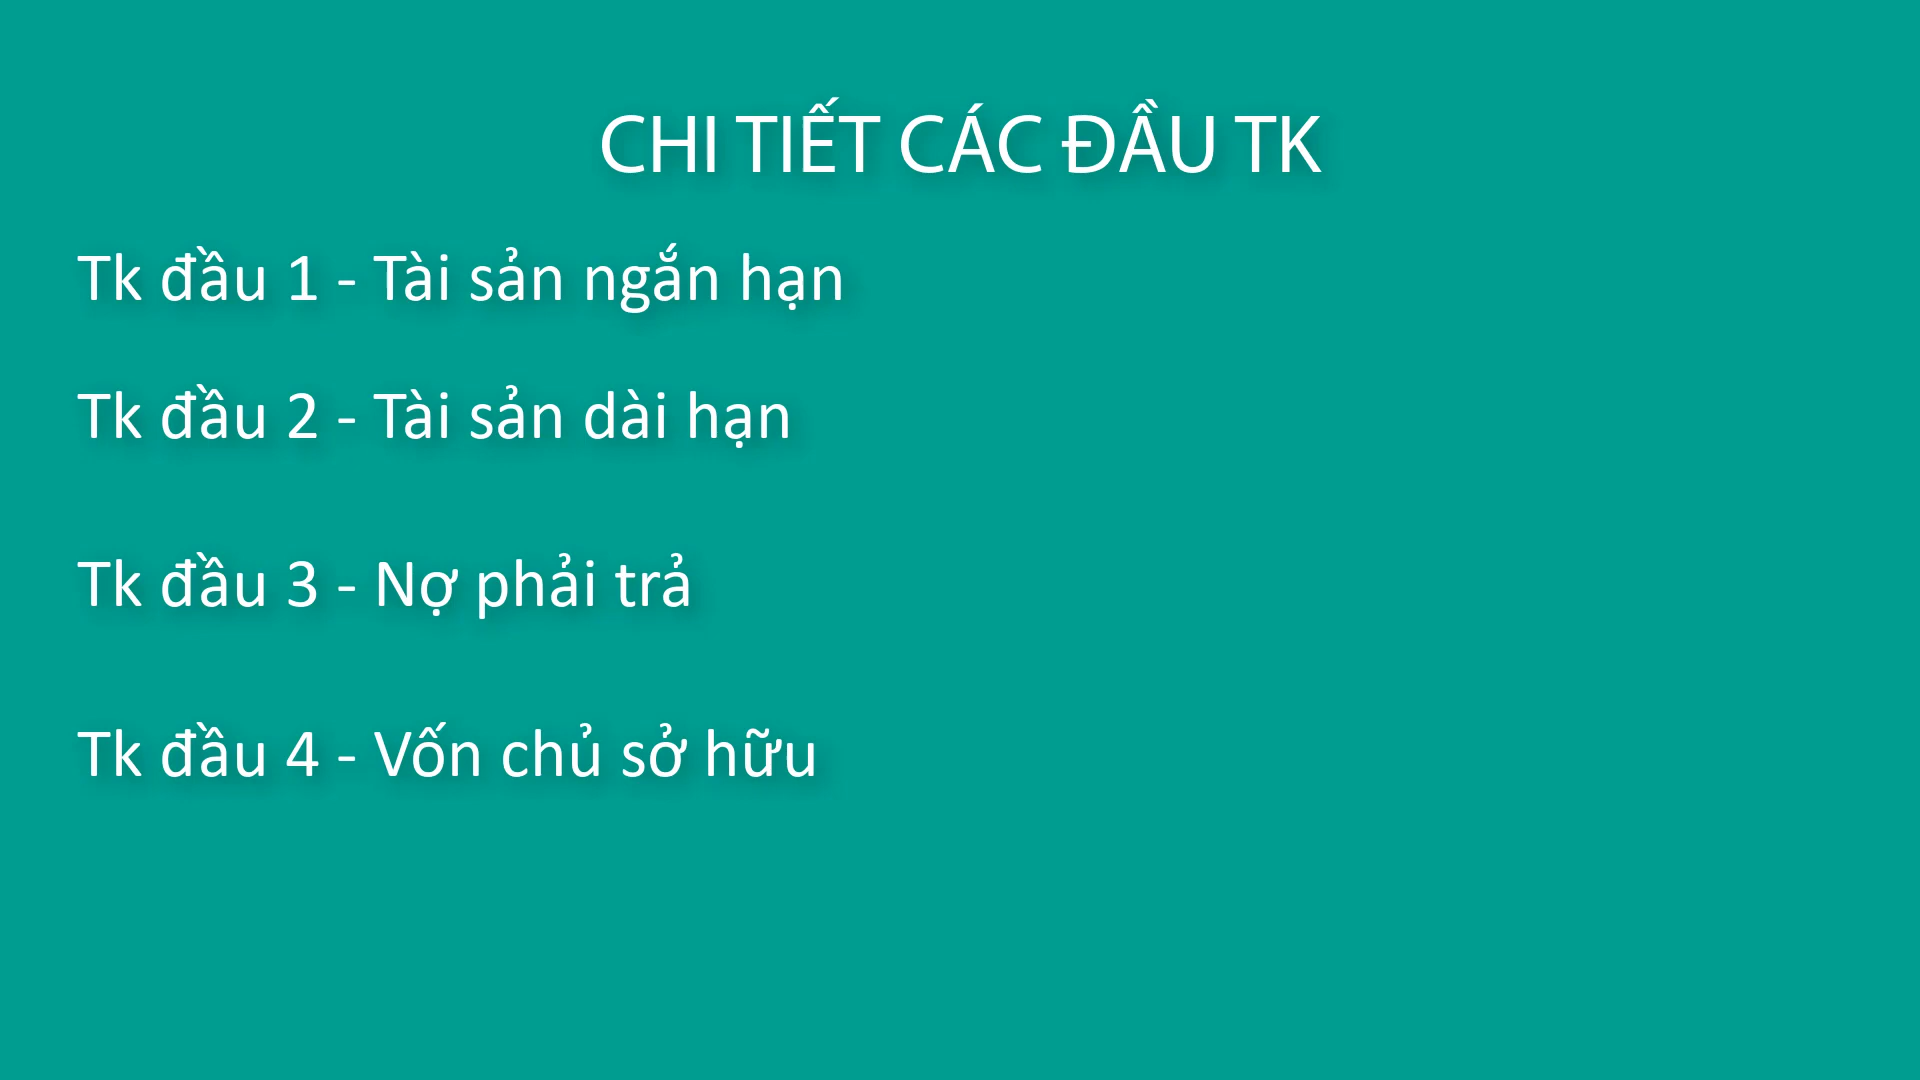 CHI TIẾT CÁC ĐẦU TK
Tk đầu 1 - Tài sản ngắn hạn
Tk đầu 2 - Tài sản dài hạn
Tk đầu 3 - Nợ phải trả
Tk đầu 4 - Vốn chủ sở hữu